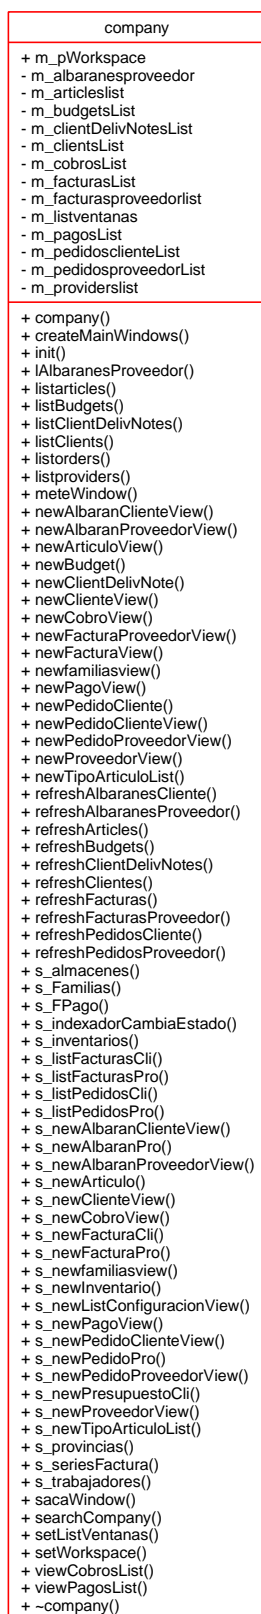 company
+ m_pWorkspace
- m_albaranesproveedor
- m_articleslist
- m_budgetsList
- m_clientDelivNotesList
- m_clientsList
- m_cobrosList
- m_facturasList
- m_facturasproveedorlist
- m_listventanas
- m_pagosList
- m_pedidosclienteList
- m_pedidosproveedorList
- m_providerslist
+ company()
+ createMainWindows()
+ init()
+ lAlbaranesProveedor()
+ listarticles()
+ listBudgets()
+ listClientDelivNotes()
+ listClients()
+ listorders()
+ listproviders()
+ meteWindow()
+ newAlbaranClienteView()
+ newAlbaranProveedorView()
+ newArticuloView()
+ newBudget()
+ newClientDelivNote()
+ newClienteView()
+ newCobroView()
+ newFacturaProveedorView()
+ newFacturaView()
+ newfamiliasview()
+ newPagoView()
+ newPedidoCliente()
+ newPedidoClienteView()
+ newPedidoProveedorView()
+ newProveedorView()
+ newTipoArticuloList()
+ refreshAlbaranesCliente()
+ refreshAlbaranesProveedor()
+ refreshArticles()
+ refreshBudgets()
+ refreshClientDelivNotes()
+ refreshClientes()
+ refreshFacturas()
+ refreshFacturasProveedor()
+ refreshPedidosCliente()
+ refreshPedidosProveedor()
+ s_almacenes()
+ s_Familias()
+ s_FPago()
+ s_indexadorCambiaEstado()
+ s_inventarios()
+ s_listFacturasCli()
+ s_listFacturasPro()
+ s_listPedidosCli()
+ s_listPedidosPro()
+ s_newAlbaranClienteView()
+ s_newAlbaranPro()
+ s_newAlbaranProveedorView()
+ s_newArticulo()
+ s_newClienteView()
+ s_newCobroView()
+ s_newFacturaCli()
+ s_newFacturaPro()
+ s_newfamiliasview()
+ s_newInventario()
+ s_newListConfiguracionView()
+ s_newPagoView()
+ s_newPedidoClienteView()
+ s_newPedidoPro()
+ s_newPedidoProveedorView()
+ s_newPresupuestoCli()
+ s_newProveedorView()
+ s_newTipoArticuloList()
+ s_provincias()
+ s_seriesFactura()
+ s_trabajadores()
+ sacaWindow()
+ searchCompany()
+ setListVentanas()
+ setWorkspace()
+ viewCobrosList()
+ viewPagosList()
+ ~company()